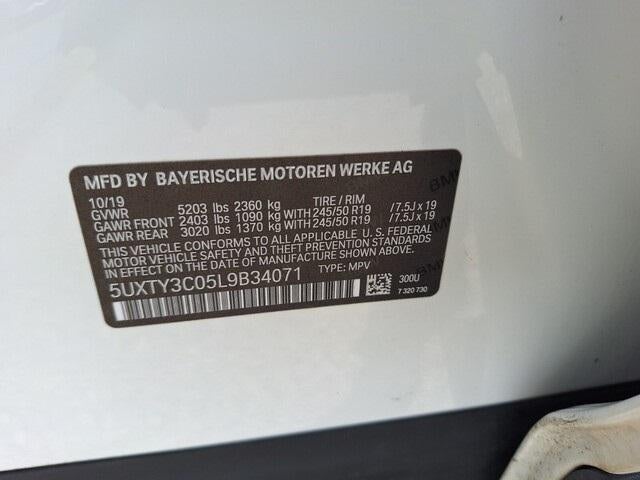 MFD BY BAYERISCHE MOTOREN WERKE AG
10/19 TIRE / RIM
GVWR 5203 lbs 2360 kg
GAWR FRONT 2403 lbs 1090 kg WITH 245/50 R19 /7.5J x 19
GAWR REAR 3020 lbs 1370 kg WITH 245/50 R19 /7.5J x 19
THIS VEHICLE CONFORMS TO ALL APPLICABLE U.S. FEDERAL
MOTOR VEHICLE SAFETY AND THEFT PREVENTION
STANDARDS IN EFFECT ON THE DATE OF MANUFACTURE SHOWN ABOVE.
5UXTY3C05L9B34071 TYPE: MPV
300U
7 320 730